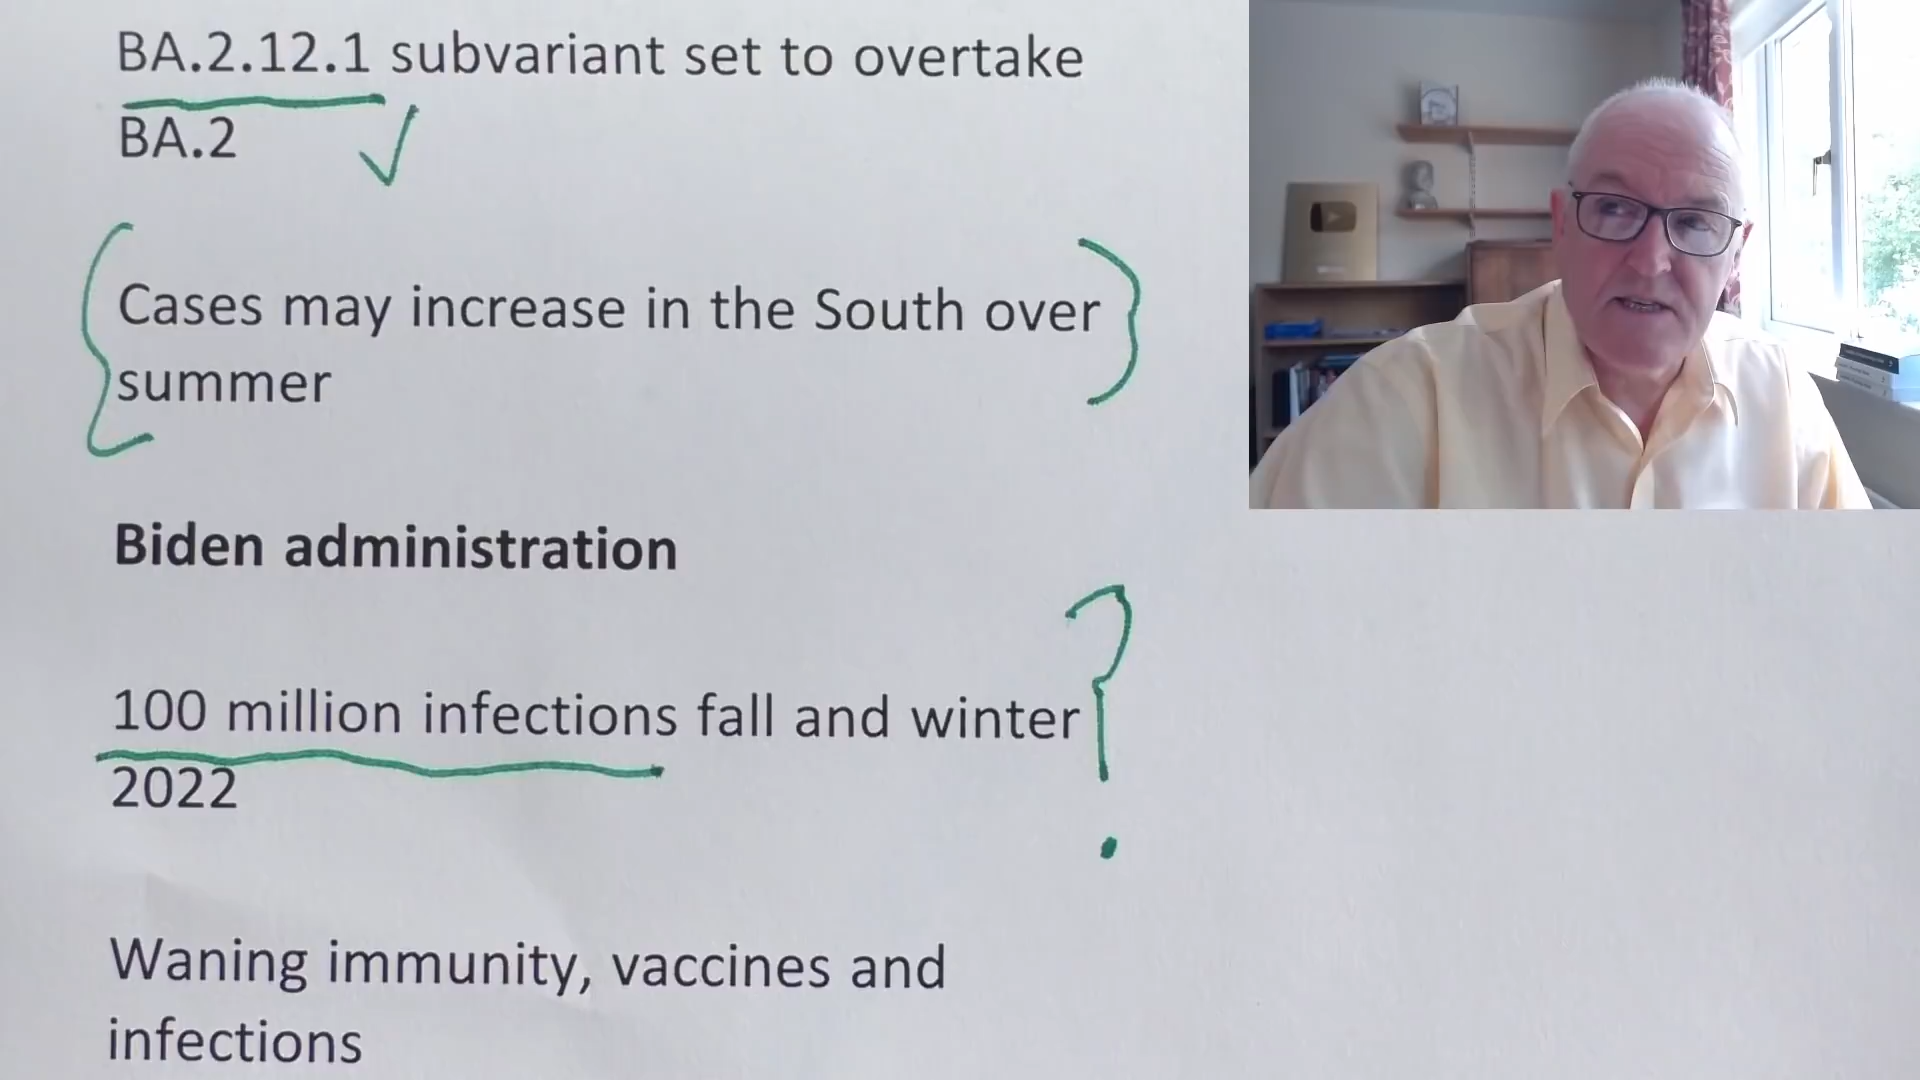 BA.2.12.1 subvariant set to overtake
BA.2
Cases may increase in the South over
summer
Biden administration
100 million infections fall and winter
2022
Waning immunity, vaccines and
infections